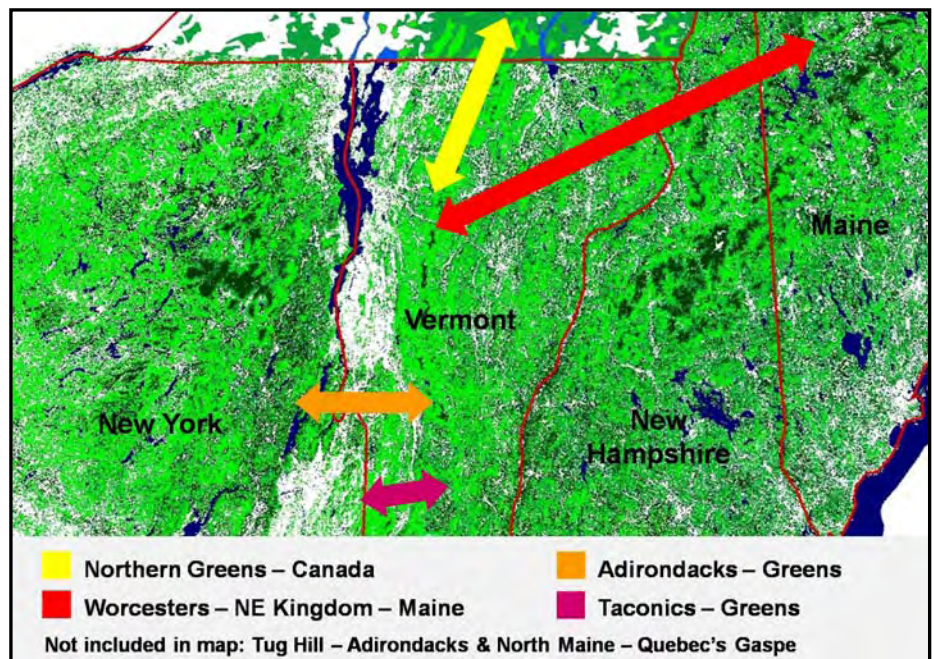 Maine
Vermont
New York
New
Hampshire
Northern Greens – Canada
Adirondacks – Greens
Worcesters – NE Kingdom – Maine
Taconics – Greens
Not included in map: Tug Hill – Adirondacks & North Maine – Quebec's Gaspe